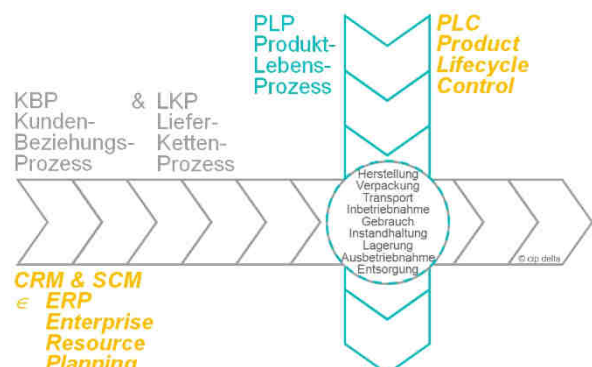 PLP
Produkt-
Lebens-
Prozess
PLC
Product
Lifecycle
Control
KBP & LKP
Kunden- Liefer-
Beziehungs- Ketten-
Prozess Prozess
Herstellung
Verpackung
Transport
Inbetriebnahme
Gebrauch
Instandhaltung
Lagerung
Ausbetriebnahme
Entsorgung
© cip delta
CRM & SCM
∈ ERP
Enterprise
Resource
Planning